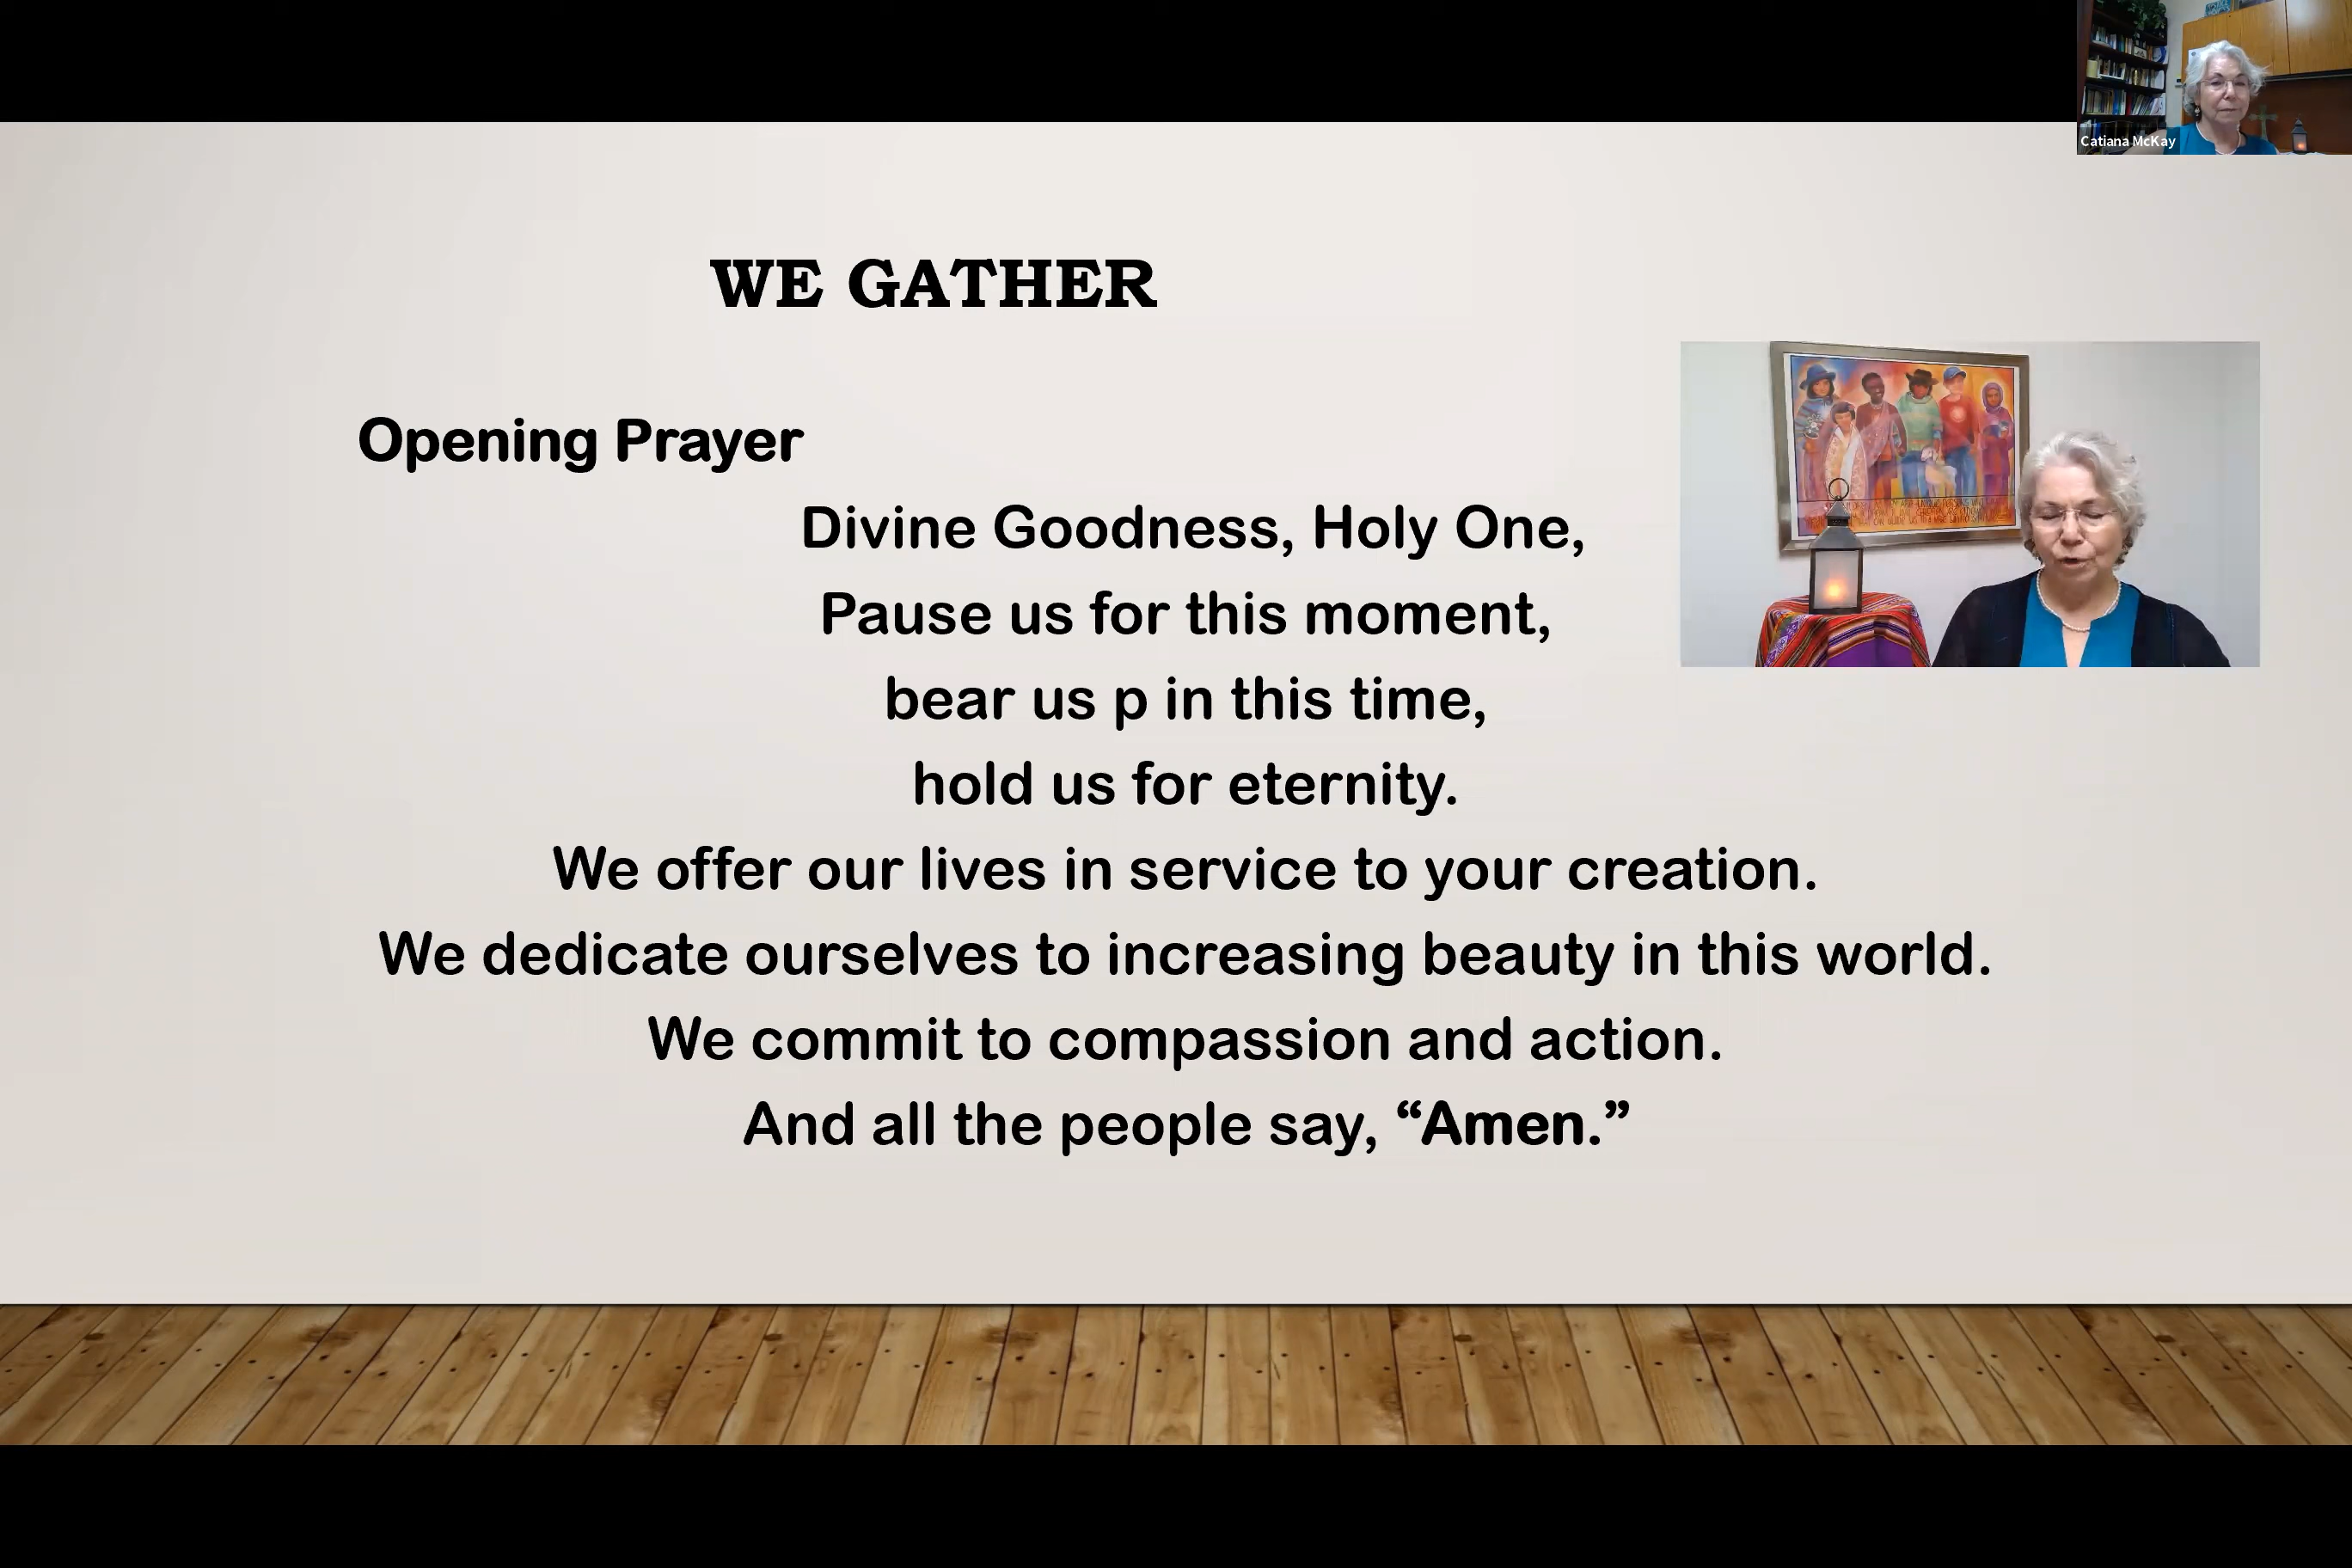 Catiana McKay
WE GATHER
Opening Prayer
Divine Goodness, Holy One,
Pause us for this moment,
bear us p in this time,
hold us for eternity.
We offer our lives in service to your creation.
We dedicate ourselves to increasing beauty in this world.
We commit to compassion and action.
And all the people say, “Amen.”